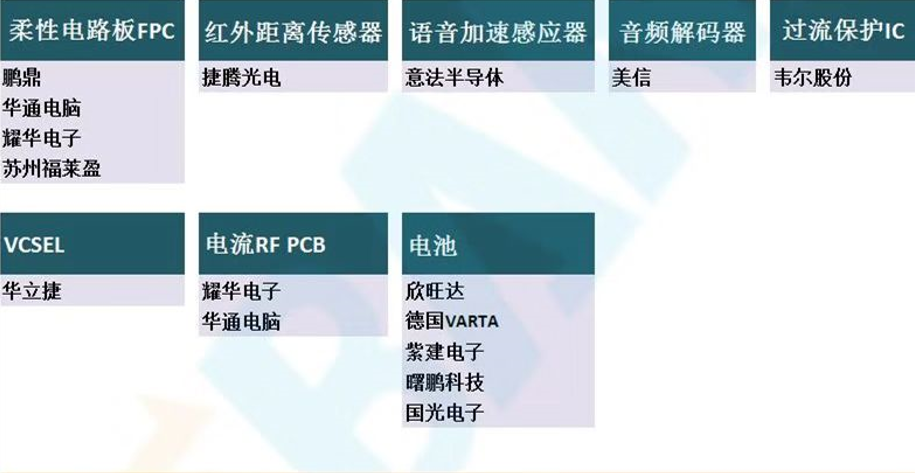 柔性电路板FPC
鹏鼎
华通电脑
耀华电子
苏州福莱盈
红外距离传感器
捷腾光电
语音加速感应器
意法半导体
音频解码器
美信
过流保护IC
韦尔股份
VCSEL
华立捷
电流RF PCB
耀华电子
华通电脑
电池
欣旺达
德国VARTA
紫建电子
曙鹏科技
国光电子